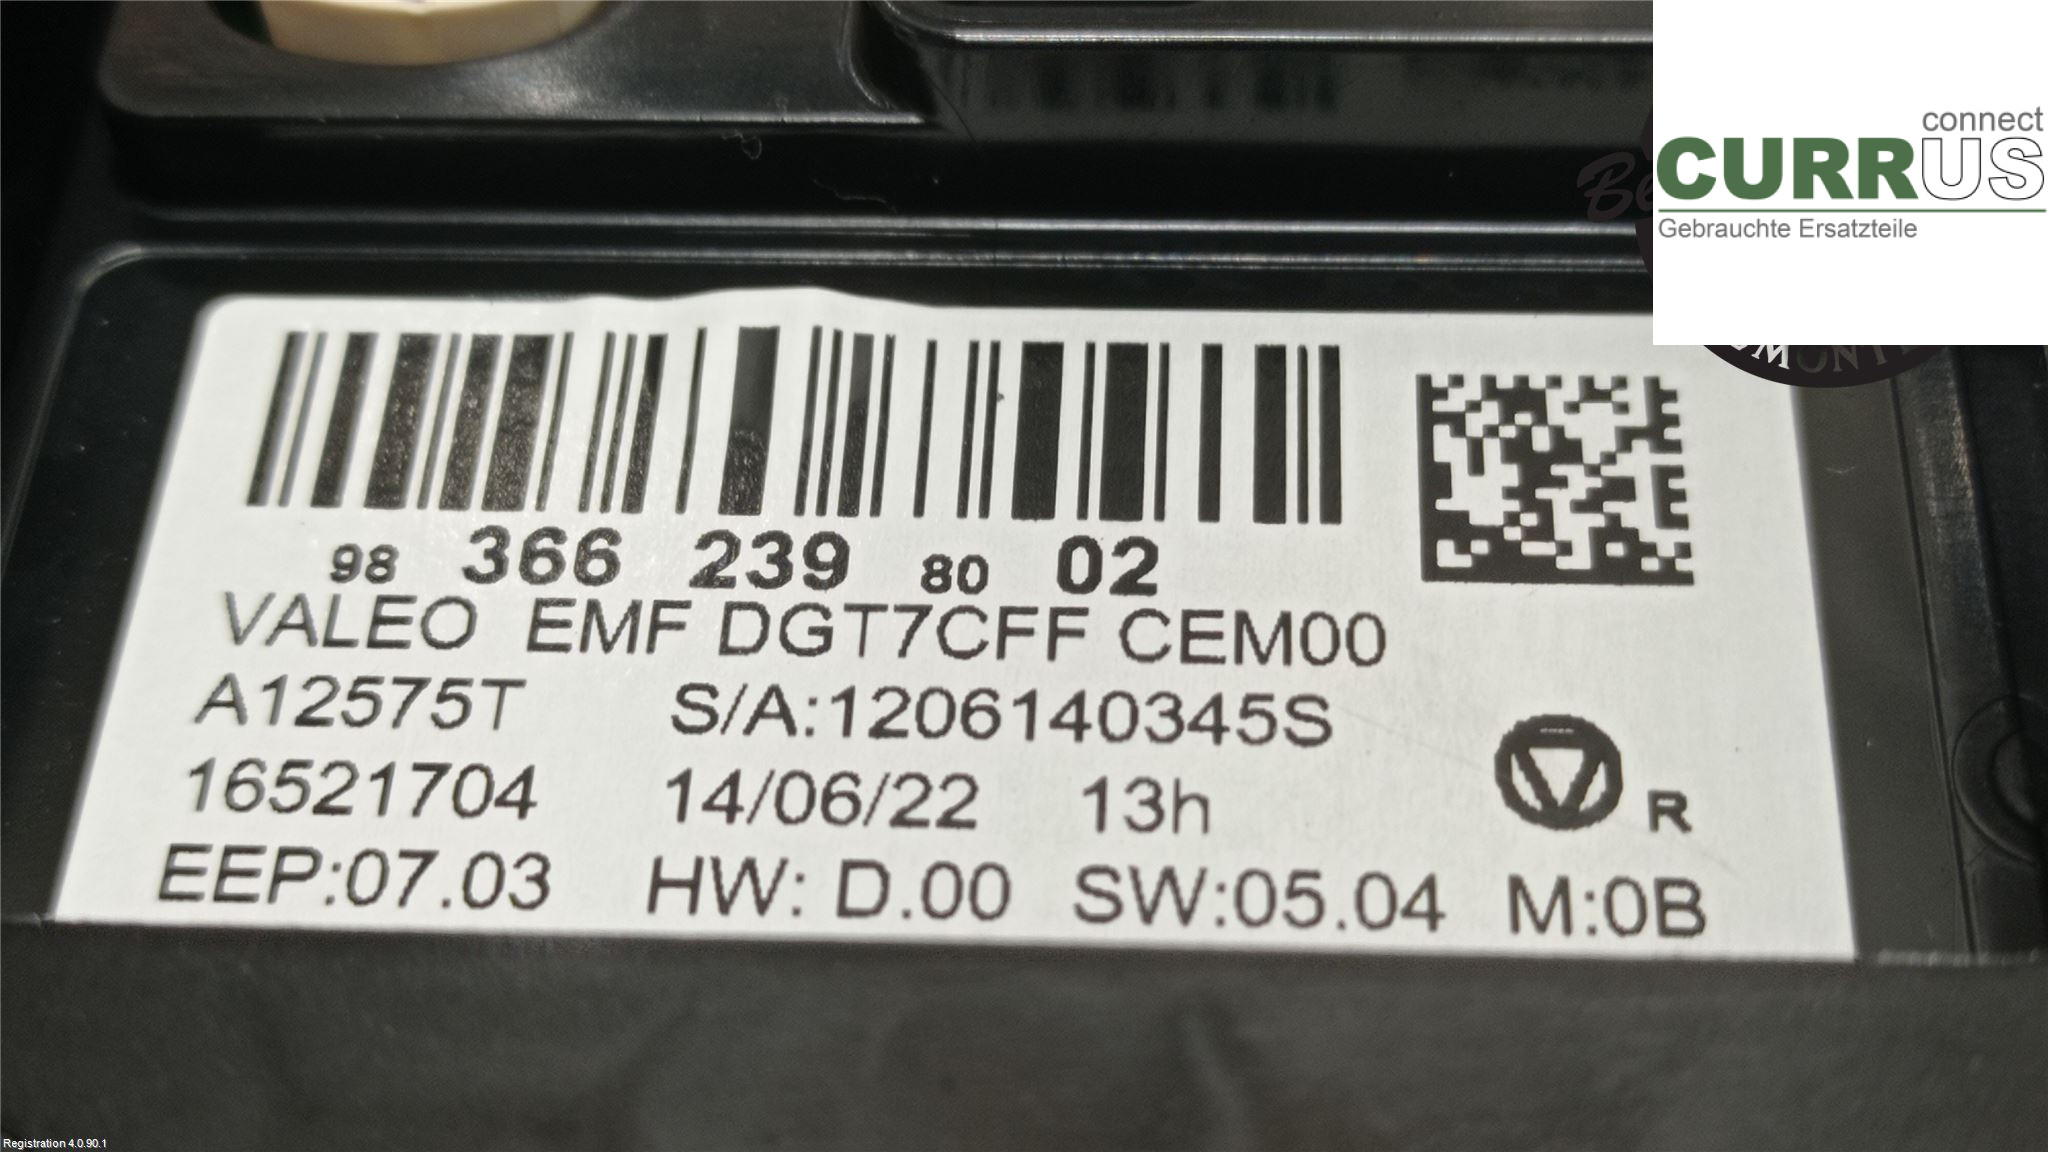 connect
CURRUS
Gebrauchte Ersatzteile
98 366 239 80 02
VALEO EMF DGT7CFF CEM00
A12575T S/A:1206140345S
16521704 14/06/22 13h
R
EEP:07.03 HW: D.00 SW:05.04 M:0B
Registration 4.0.90.1